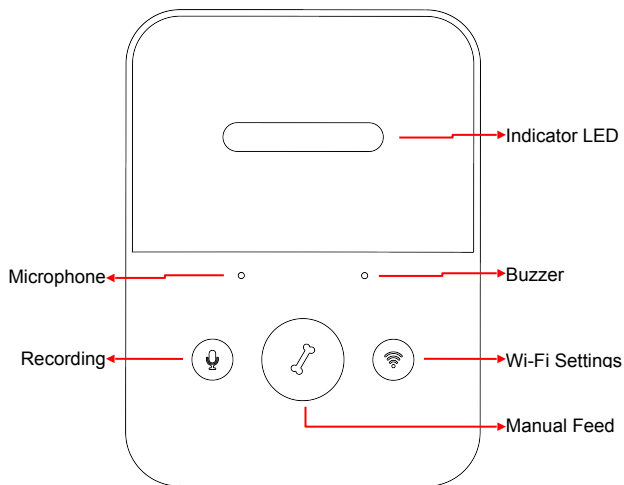 Indicator LED
Microphone
Buzzer
Recording
Wi-Fi Settings
Manual Feed